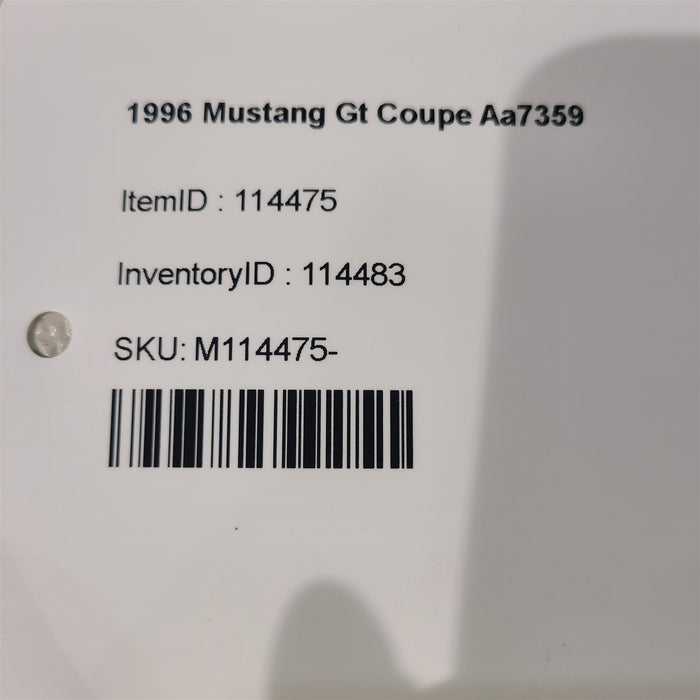 1996 Mustang Gt Coupe Aa7359
ItemID : 114475
InventoryID : 114483
SKU: M114475-